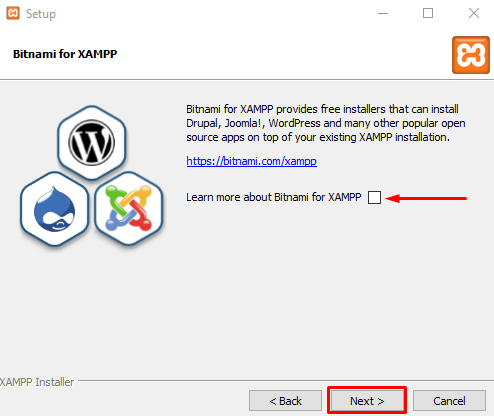 Setup
Bitnami for XAMPP
Bitnami for XAMPP provides free installers that can install
Drupal, Joomla!, WordPress and many other popular open
source apps on top of your existing XAMPP installation.
https://bitnami.com/xampp
Learn more about Bitnami for XAMPP
XAMPP Installer
< Back
Next >
Cancel